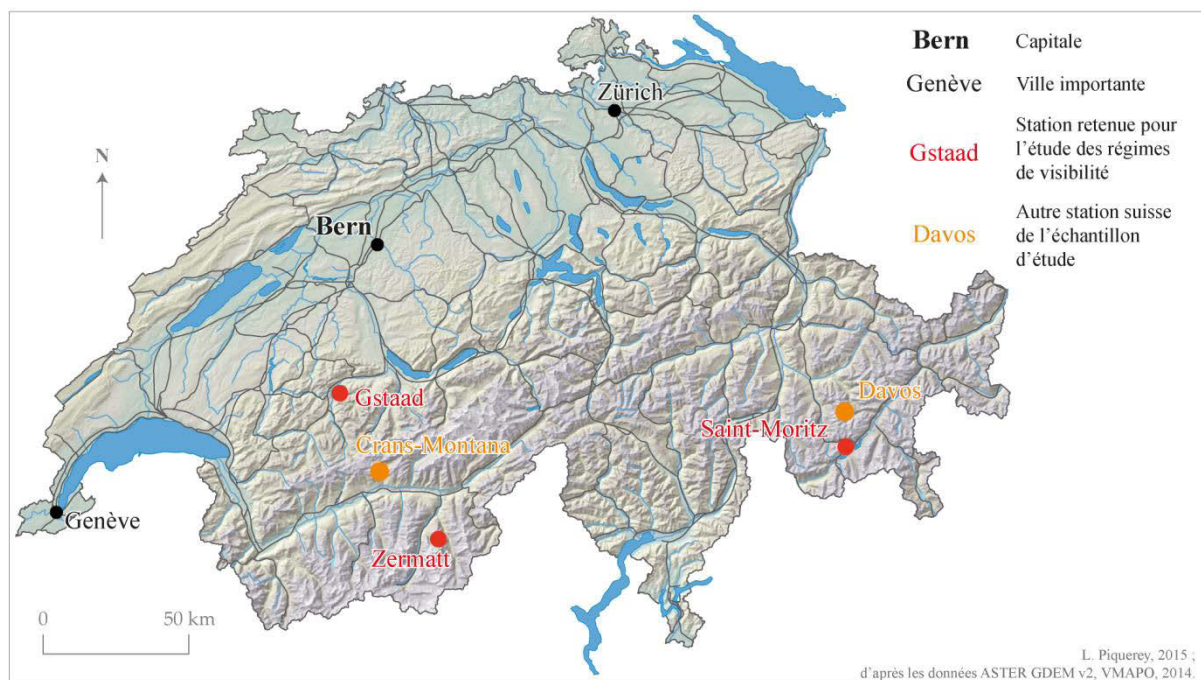 Bern
Capitale
Genève
Ville importante
Gstaad
Station retenue pour
l'étude des régimes
de visibilité
Davos
Autre station suisse
de l'échantillon
d'étude
N
Zürich
Bern
Gstaad
Davos
Saint-Moritz
Crans-Montana
Genève
Zermatt
0 50 km
L. Piquerey, 2015 ;
d'après les données ASTER GDEM v2, VMAPO, 2014.